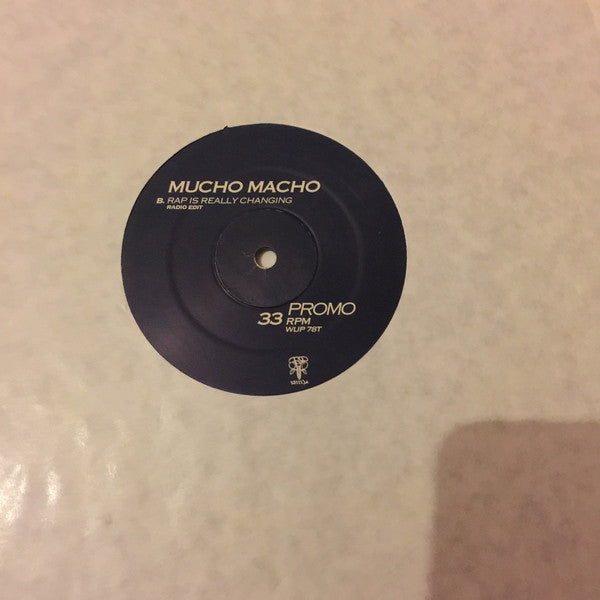 MUCHO MACHO
B. RAP IS REALLY CHANGING
RADIO EDIT
33 PROMO
RPM
WUP 78T